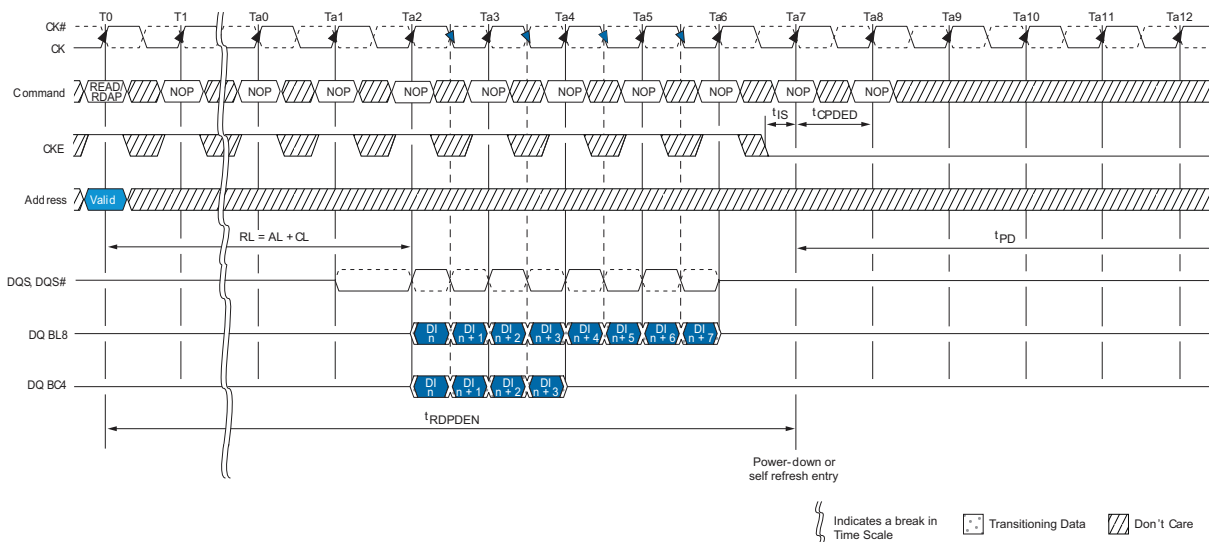 T0 T1 Ta0 Ta1 Ta2 Ta3 Ta4 Ta5 Ta6 Ta7 Ta8 Ta9 Ta10 Ta11 Ta12
CK#
CK
Command READ/ RDAP NOP NOP NOP NOP NOP NOP NOP NOP NOP NOP
tIS tCPDED
CKE
Address Valid
RL = AL + CL
tPD
DQS, DQS#
DQ BL8 DI n DI n + 1 DI n + 2 DI n + 3 DI n + 4 DI n+ 5 DI n + 6 DI n + 7
DQ BC4 DI n DI n + 1 DI n + 2 DI n + 3
tRDPDEN
Power-down or
self refresh entry
Indicates a break in
Time Scale
Transitioning Data
Don't Care